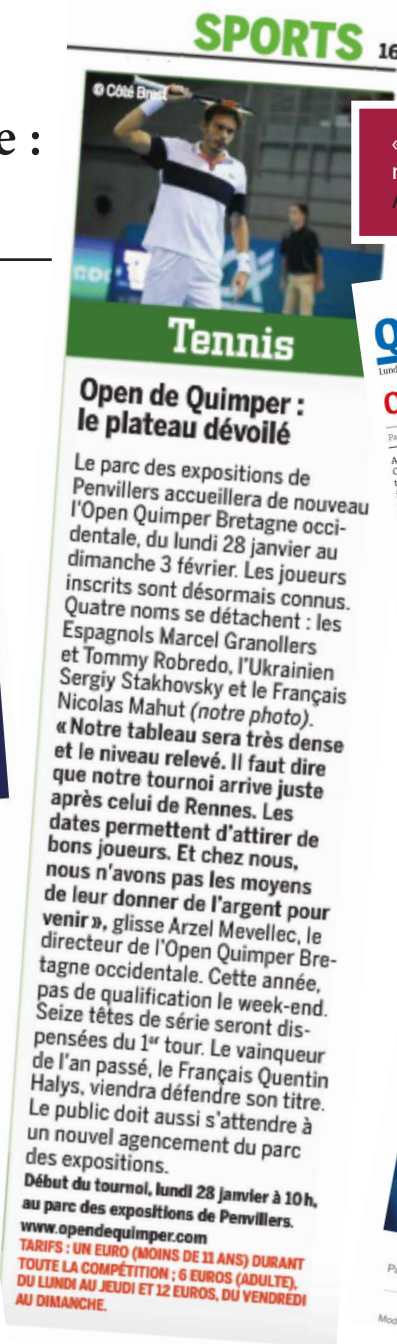 SPORTS 16
e :
© Côté Brest
Tennis
Open de Quimper :
le plateau dévoilé
Le parc des expositions de
Penvillers accueillera de nouveau
l'Open Quimper Bretagne occi-
dentale, du lundi 28 janvier au
dimanche 3 février. Les joueurs
inscrits sont désormais connus.
Quatre noms se détachent : les
Espagnols Marcel Granollers
et Tommy Robredo, l'Ukrainien
Sergiy Stakhovsky et le Français
Nicolas Mahut (notre photo).
« Notre tableau sera très dense
et le niveau relevé. Il faut dire
que notre tournoi arrive juste
après celui de Rennes. Les
dates permettent d'attirer de
bons joueurs. Et chez nous,
nous n'avons pas les moyens
de leur donner de l'argent pour
venir », glisse Arzel Mevellec, le
directeur de l'Open Quimper Bre-
tagne occidentale. Cette année,
pas de qualification le week-end.
Seize têtes de série seront dis-
pensées du 1er tour. Le vainqueur
de l'an passé, le Français Quentin
Halys, viendra défendre son titre.
Le public doit aussi s'attendre à
un nouvel agencement du parc
des expositions.
Début du tournoi, lundi 28 janvier à 10h,
au parc des expositions de Penvillers.
www.opendequimper.com
TARIFS : UN EURO (MOINS DE 11 ANS) DURANT
TOUTE LA COMPÉTITION ; 6 EUROS (ADULTE),
DU LUNDI AU JEUDI ET 12 EUROS, DU VENDREDI
AU DIMANCHE.